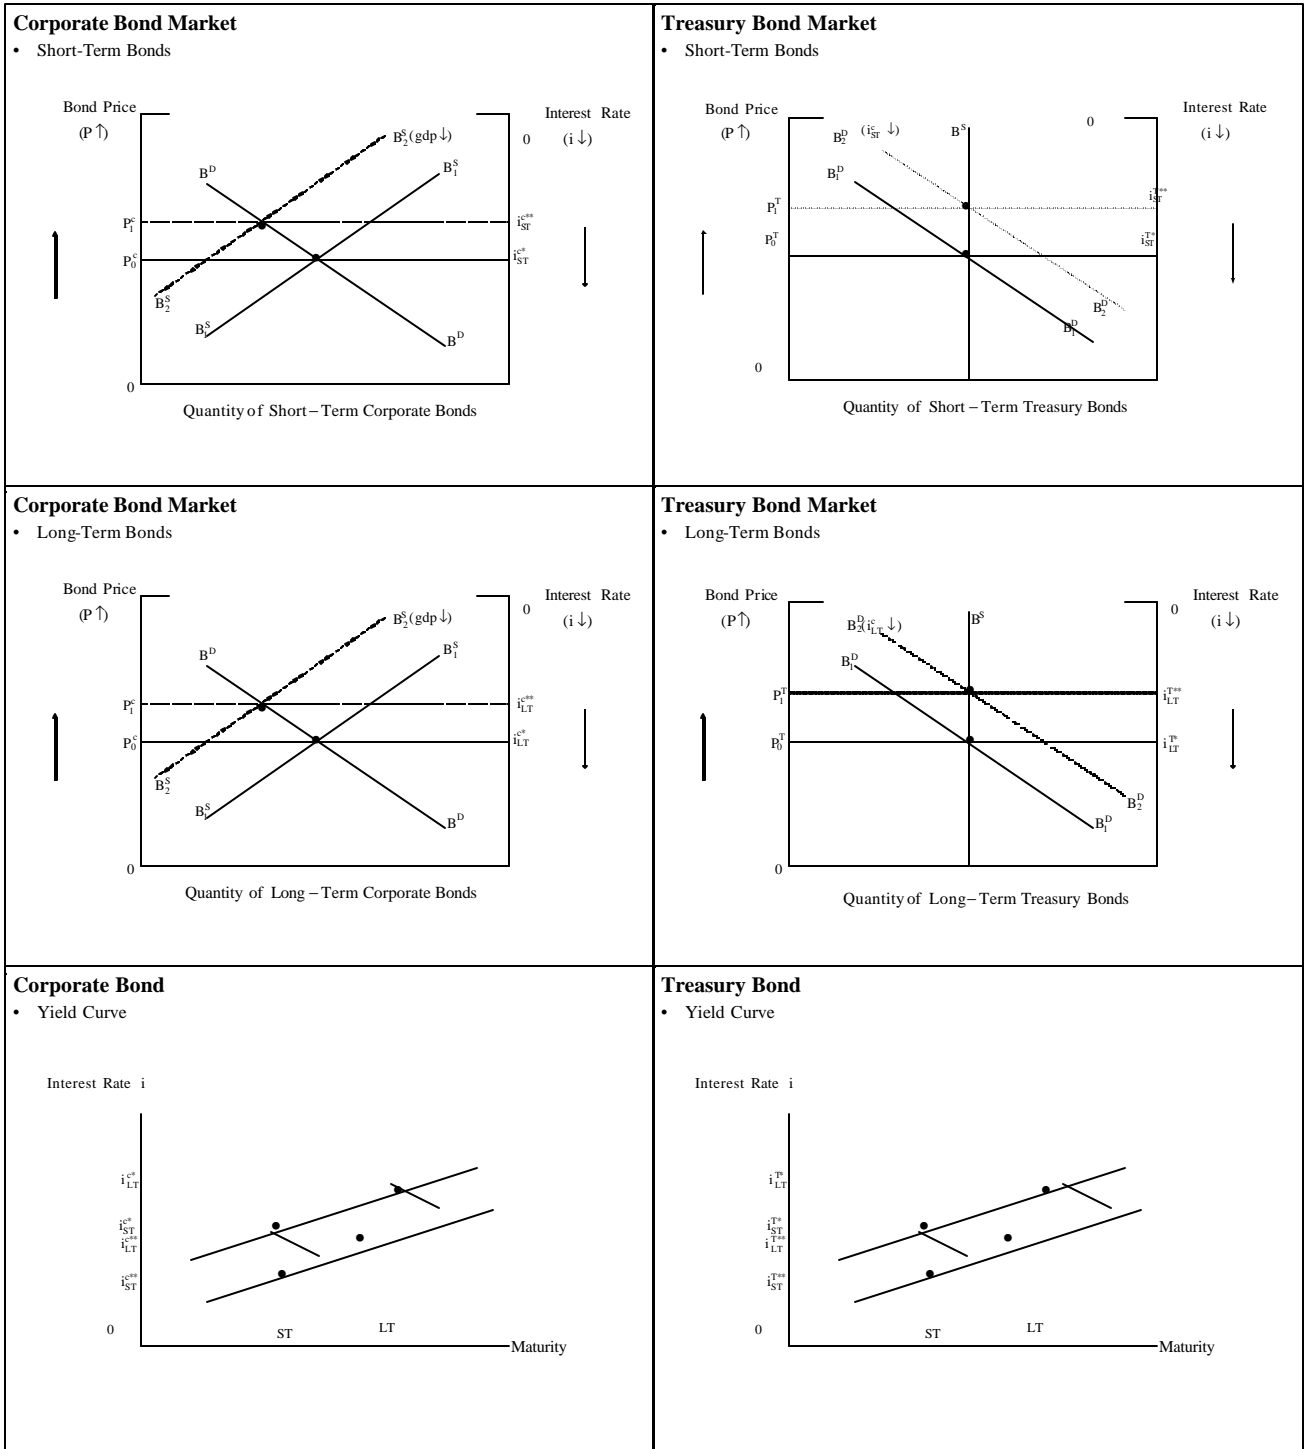 Corporate Bond Market
• Short-Term Bonds
Bond Price
(P ↑)
Interest Rate
(i ↓)
0
B₂ˢ (gdp ↓)
B₁ˢ
Bᴰ
P₁ᶜ
P₀ᶜ
i_ST^c**
i_ST^c*
B₂ˢ
B₁ˢ
Bᴰ
0
Quantity of Short – Term Corporate Bonds
Treasury Bond Market
• Short-Term Bonds
Bond Price
(P ↑)
Interest Rate
(i ↓)
0
B₂ᴰ (i_ST^c ↓)
Bˢ
B₁ᴰ
P₁ᵀ
P₀ᵀ
i_ST^T**
i_ST^T*
B₂ᴰ
B₁ᴰ
0
Quantity of Short – Term Treasury Bonds
Corporate Bond Market
• Long-Term Bonds
Bond Price
(P ↑)
Interest Rate
(i ↓)
0
B₂ˢ (gdp ↓)
B₁ˢ
Bᴰ
P₁ᶜ
P₀ᶜ
i_LT^c**
i_LT^c*
B₂ˢ
B₁ˢ
Bᴰ
0
Quantity of Long – Term Corporate Bonds
Treasury Bond Market
• Long-Term Bonds
Bond Price
(P ↑)
Interest Rate
(i ↓)
0
B₂ᴰ (i_LT^c ↓)
Bˢ
B₁ᴰ
P₁ᵀ
P₀ᵀ
i_LT^T**
i_LT^T*
B₂ᴰ
B₁ᴰ
0
Quantity of Long – Term Treasury Bonds
Corporate Bond
• Yield Curve
Interest Rate i
i_LT^c*
i_ST^c*
i_LT^c**
i_ST^c**
0
ST
LT
Maturity
Treasury Bond
• Yield Curve
Interest Rate i
i_LT^T*
i_ST^T*
i_LT^T**
i_ST^T**
0
ST
LT
Maturity